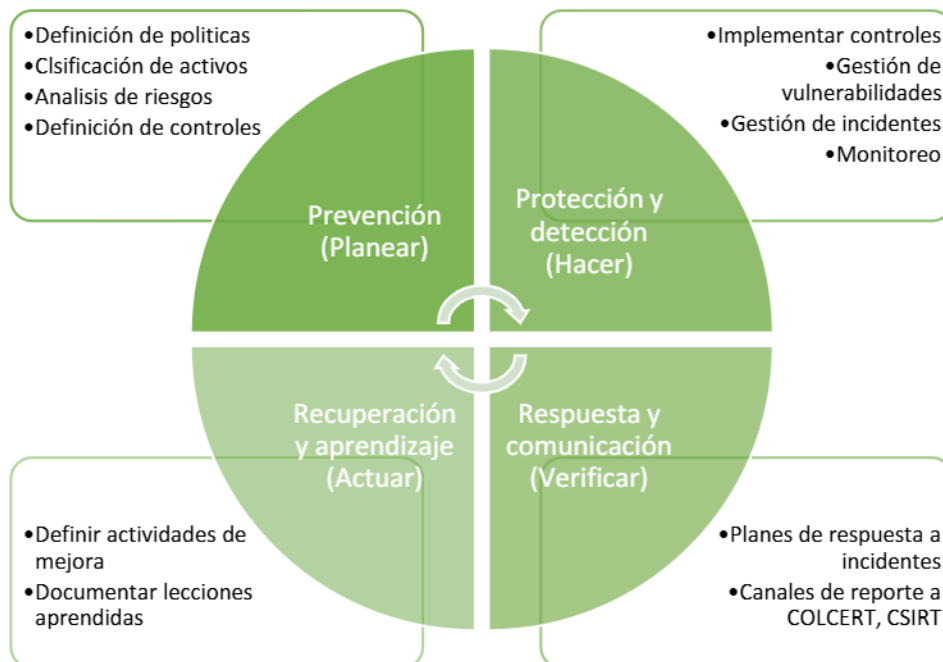 •Definición de politicas
•Clsificación de activos
•Analisis de riesgos
•Definición de controles
•Implementar controles
•Gestión de
vulnerabilidades
•Gestión de incidentes
•Monitoreo
Prevención
(Planear)
Protección y
detección
(Hacer)
Recuperación
y aprendizaje
(Actuar)
Respuesta y
comunicación
(Verificar)
•Definir actividades de
mejora
•Documentar lecciones
aprendidas
•Planes de respuesta a
incidentes
•Canales de reporte a
COLCERT, CSIRT